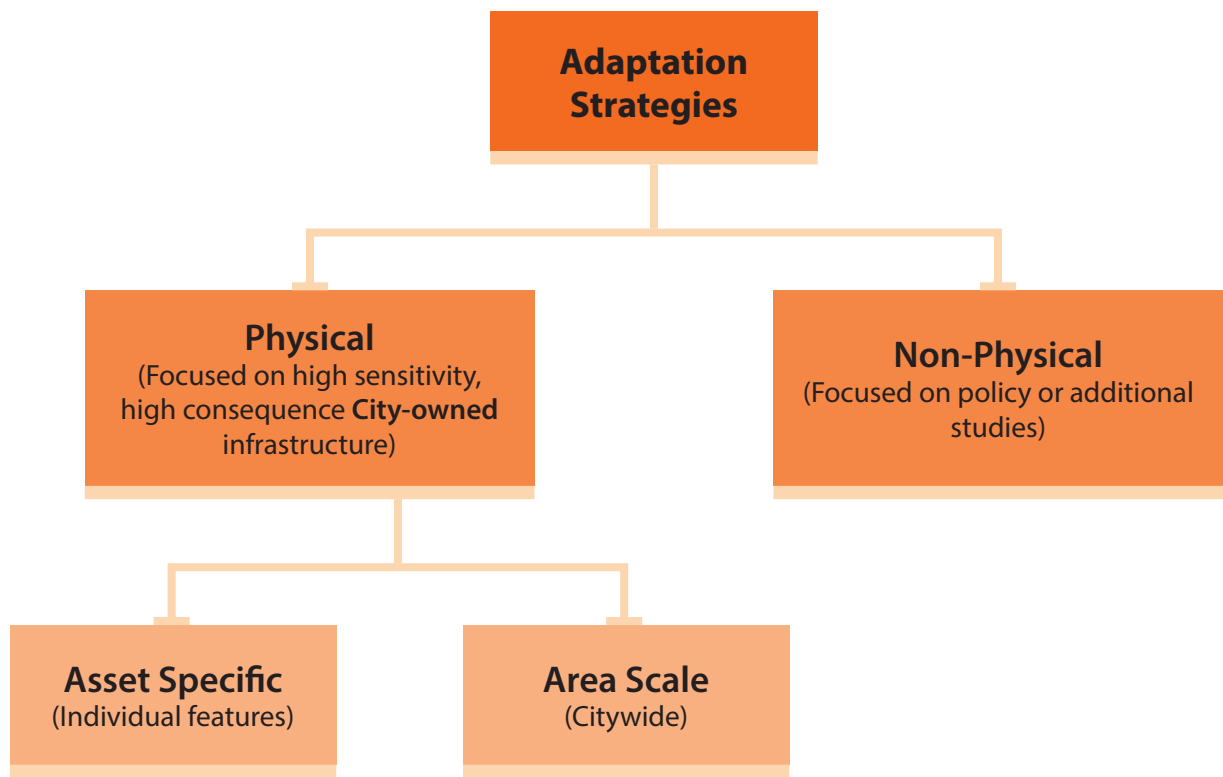 Adaptation
Strategies
Physical
(Focused on high sensitivity,
high consequence City-owned
infrastructure)
Non-Physical
(Focused on policy or additional
studies)
Asset Specific
(Individual features)
Area Scale
(Citywide)